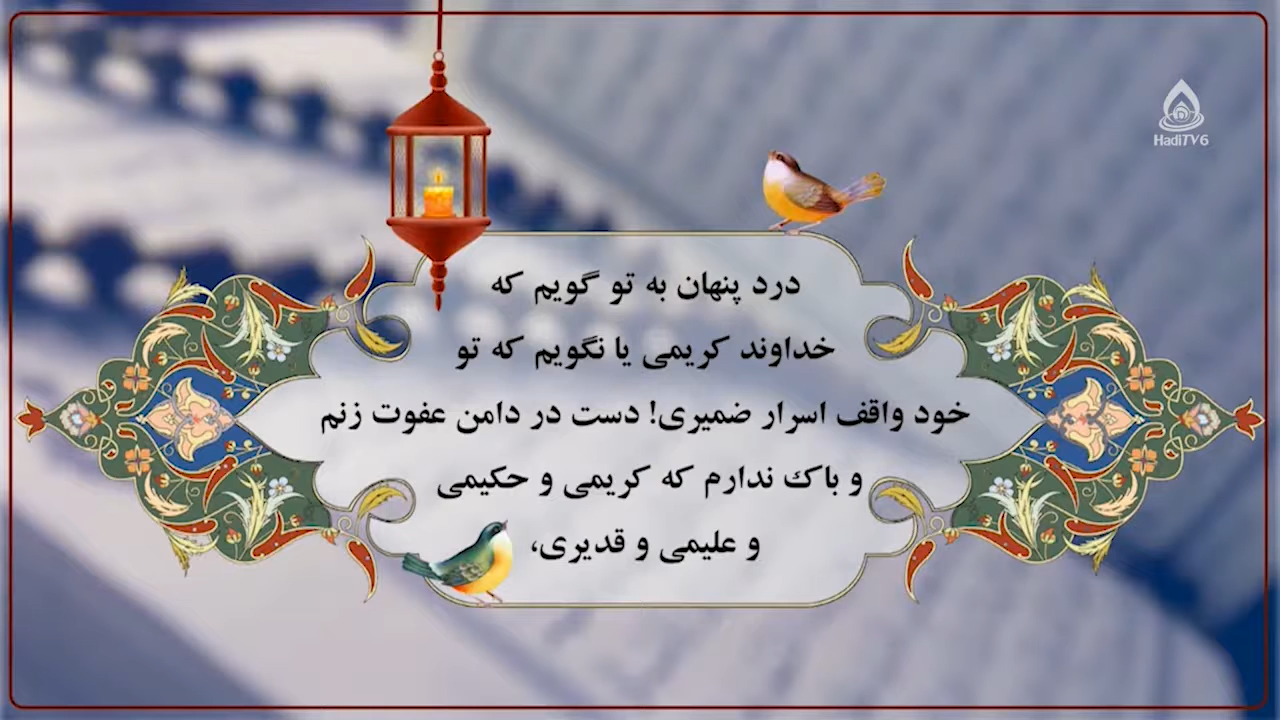 HadiTV6
درد پنهان به تو گویم که
خداوند کریمی یا نگویم که تو
خود واقف اسرار ضمیری! دست در دامن عفوت زنم
و باک ندارم که کریمی و حکیمی
و علیمی و قدیری،